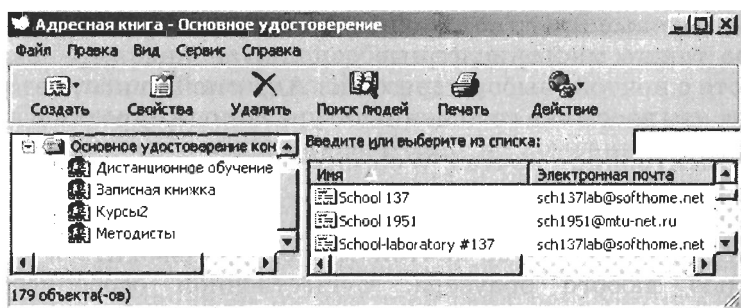 Адресная книга - Основное удостоверение
Файл Правка Вид Сервис Справка
Создать Свойства Удалить Поиск людей Печать Действие
Основное удостоверение кон
Дистанционное обучение
Записная книжка
Курсы2
Методисты
Введите или выберите из списка:
Имя Электронная почта
School 137 sch137lab@softhome.net
School 1951 sch1951@mtu-net.ru
School-laboratory #137 sch137lab@softhome.net
179 объекта(-ов)